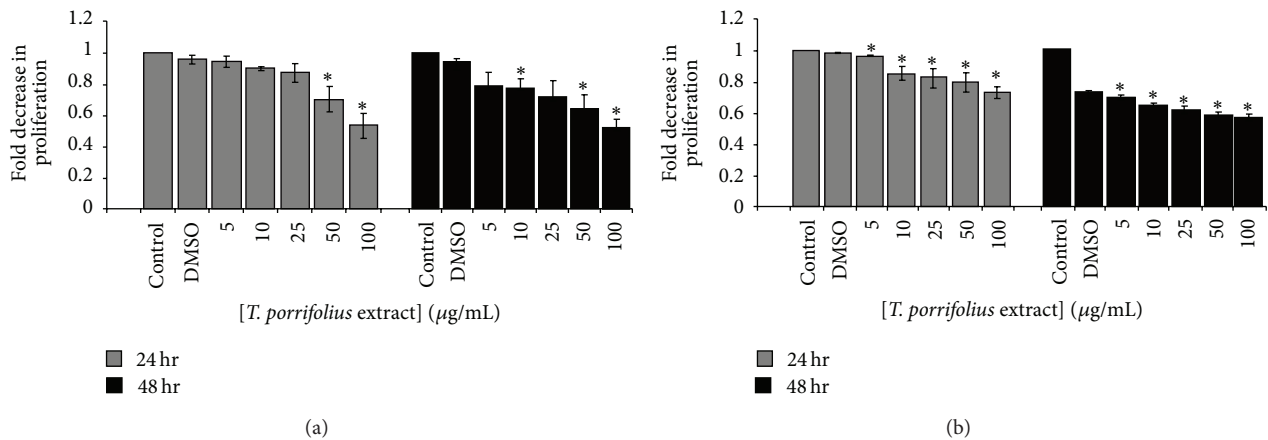 Fold decrease in
proliferation
1.2
1
0.8
0.6
0.4
0.2
0
*
*
*
*
*
Control
DMSO
5
10
25
50
100
Control
DMSO
5
10
25
50
100
[T. porrifolius extract] (µg/mL)
24 hr
48 hr
(a)
Fold decrease in
proliferation
1.2
1
0.8
0.6
0.4
0.2
0
*
*
*
*
*
*
*
*
*
*
Control
DMSO
5
10
25
50
100
Control
DMSO
5
10
25
50
100
[T. porrifolius extract] (µg/mL)
24 hr
48 hr
(b)